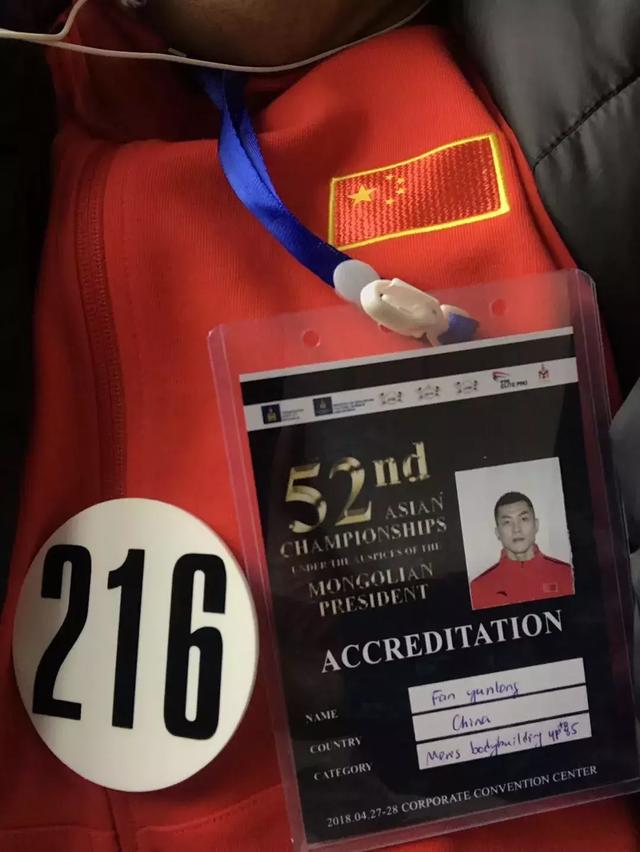 216
52nd
ASIAN
CHAMPIONSHIPS
UNDER THE AUSPICES OF THE
MONGOLIAN
PRESIDENT
ACCREDITATION
NAME Fan yunlong
COUNTRY China
CATEGORY Mens bodybuilding
2018.04.27-28 CORPORATE CONVENTION CENTER